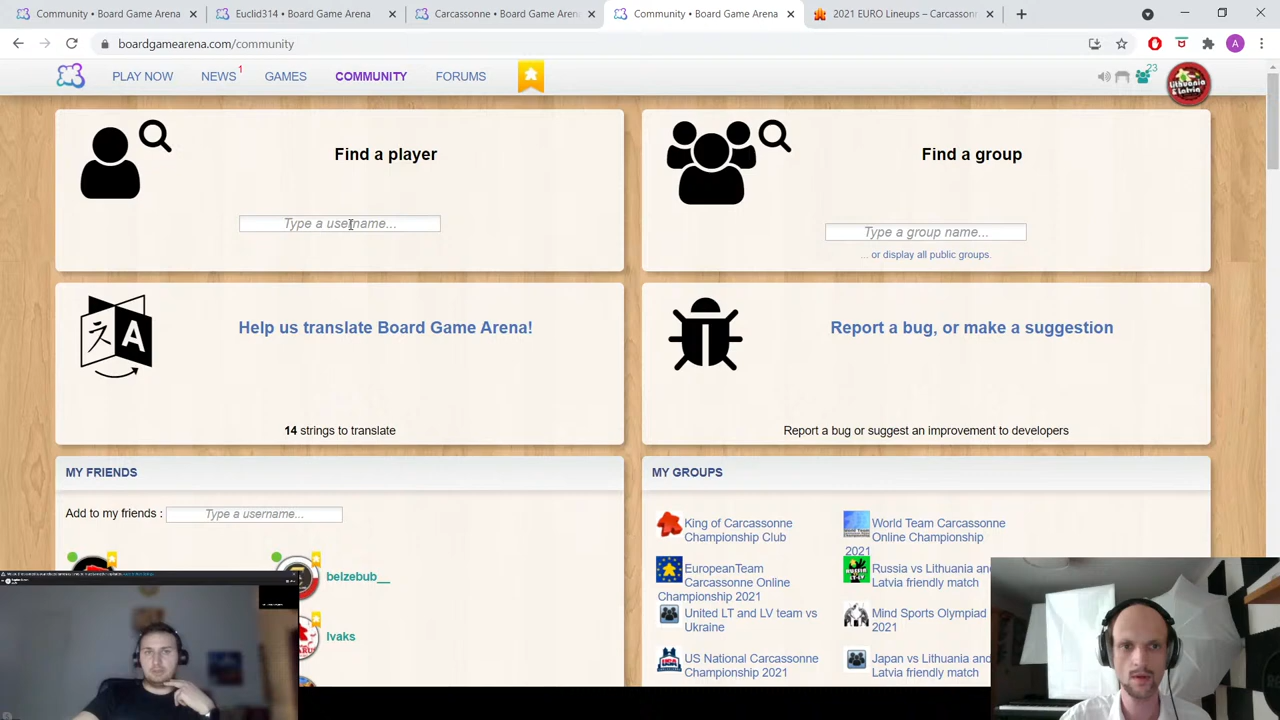 Community • Board Game Arena
Euclid314 • Board Game Arena
Carcassonne • Board Game Arena
Community • Board Game Arena
2021 EURO Lineups – Carcassonn
boardgamearena.com/community
A
PLAY NOW
NEWS 1
GAMES
COMMUNITY
FORUMS
23
Lithuania & Latvia
Find a player
Type a username...
Find a group
Type a group name...
... or display all public groups.
A
Help us translate Board Game Arena!
14 strings to translate
Report a bug, or make a suggestion
Report a bug or suggest an improvement to developers
MY FRIENDS
Add to my friends : Type a username...
belzebub__
Ivaks
MY GROUPS
King of Carcassonne
Championship Club
World Team Carcassonne
Online Championship
2021
EuropeanTeam
Carcassonne Online
Championship 2021
Russia vs Lithuania and
Latvia friendly match
United LT and LV team vs
Ukraine
Mind Sports Olympiad
2021
US National Carcassonne
Championship 2021
Japan vs Lithuania and
Latvia friendly match